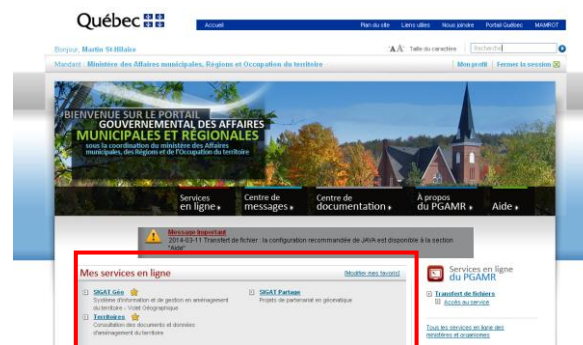 Québec
Accueil
Plan du site Liens utiles Nous joindre Portail Québec MAMROT
Bonjour, Martin St-Hilaire
AA Taille du caractère Recherche
Mandant : Ministère des Affaires municipales, Régions et Occupation du territoire
Mon profil Fermer la session
BIENVENUE SUR LE PORTAIL
GOUVERNEMENTAL DES AFFAIRES
MUNICIPALES ET RÉGIONALES
sous la coordination du ministère des Affaires
municipales, des Régions et de l'Occupation du territoire
Services
en ligne
Centre de
messages
Centre de
documentation
À propos
du PGAMR
Aide
Message important
2014-03-11 Transfert de fichier : la configuration recommandée de JAVA est disponible à la section
"Aide"
Mes services en ligne
[Modifier mes favoris]
SIGAT Géo
Système d'information et de gestion en aménagement
du territoire - Volet Géographique
Territoires
Consultation des documents et données
d'aménagement du territoire
SIGAT Partage
Projets de partenariat en géomatique
Services en ligne
du PGAMR
Transfert de fichiers
Accès au service
Tous les services en ligne des
ministères et organismes